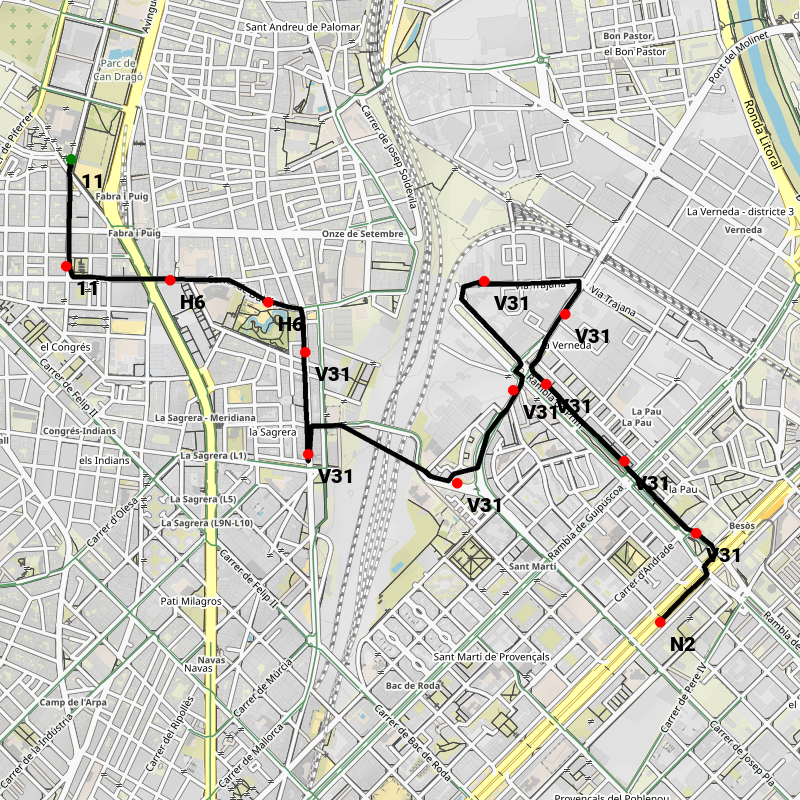 Sant Andreu de Palomar
Bon Pastor
el Bon Pastor
Pont del Molinet
Parc de
Can Dragó
Carrer de Josep Soldevila
Ronda Litoral
11
Fabra i Puig
Fabra i Puig
Onze de Setembre
La Verneda - districte 3
Verneda
11
H6
H6
V31
Via Trajana
V31
Via Trajana
V31
la Verneda
el Congrés
Carrer de Felip II
V31
V31
V31
La Pau
La Pau
La Sagrera - Meridiana
la Sagrera
Congrés-Indians
La Sagrera (L1)
els Indians
V31
V31
V31
la Pau
La Sagrera (L5)
La Sagrera (L9N-L10)
Carrer d'Olesa
Rambla de Guipúscoa
Besòs
V31
Carrer de Felip II
Sant Martí
Carrer d'Andrade
Pati Milagros
N2
Rambla de
Sant Martí de Provençals
Navas
Navas
Carrer de Múrcia
Bac de Roda
Carrer de Pere IV
Camp de l'Arpa
Carrer del Ripollès
Carrer de la Indústria
Carrer de Mallorca
Carrer de Bac de Roda
Carrer de Josep Pla
el
Provençals del Poblenou